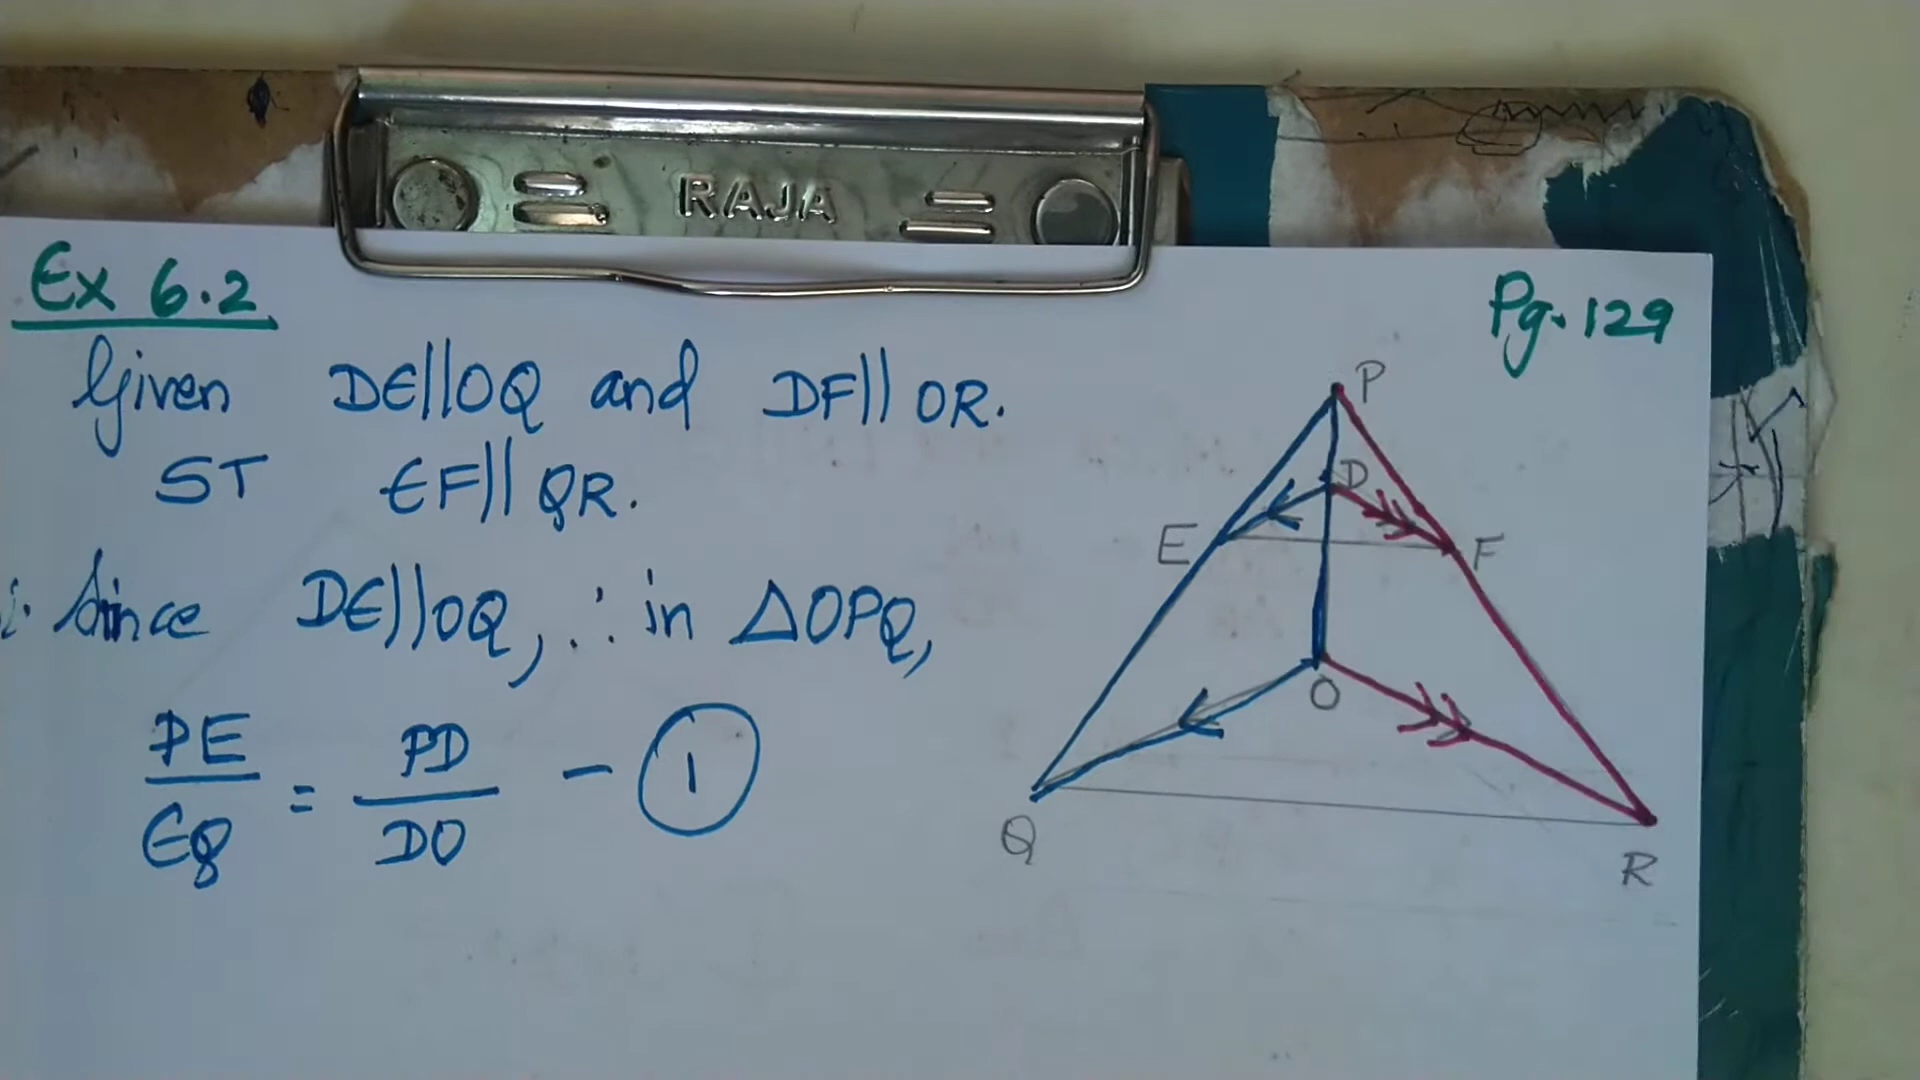 RAJA
Ex 6.2
Pg. 129
Given DE||OQ and DF|| OR.
ST EF|| QR.
Since DE||OQ, ∴ in △OPQ,
PE/EQ = PD/DO - 1
P
D
E
F
O
Q
R